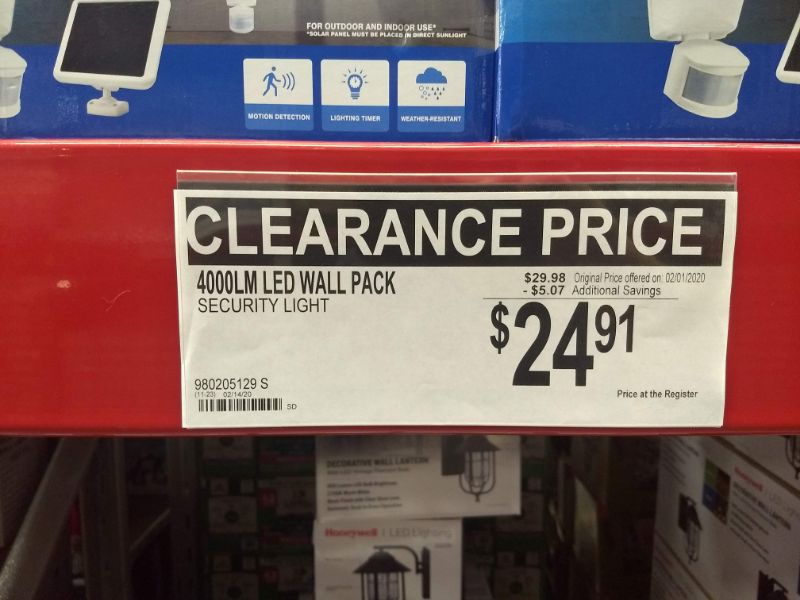 FOR OUTDOOR AND INDOOR USE*
*SOLAR PANEL MUST BE PLACED IN DIRECT SUNLIGHT
MOTION DETECTION
LIGHTING TIMER
WEATHER-RESISTANT
CLEARANCE PRICE
4000LM LED WALL PACK
SECURITY LIGHT
$29.98 Original Price offered on: 02/01/2020
- $5.07 Additional Savings
$24.91
980205129 S
(11-23) 02/14/20
SD
Price at the Register
DECORATIVE WALL LANTERN
Honeywell | LED Lighting
Honeywell